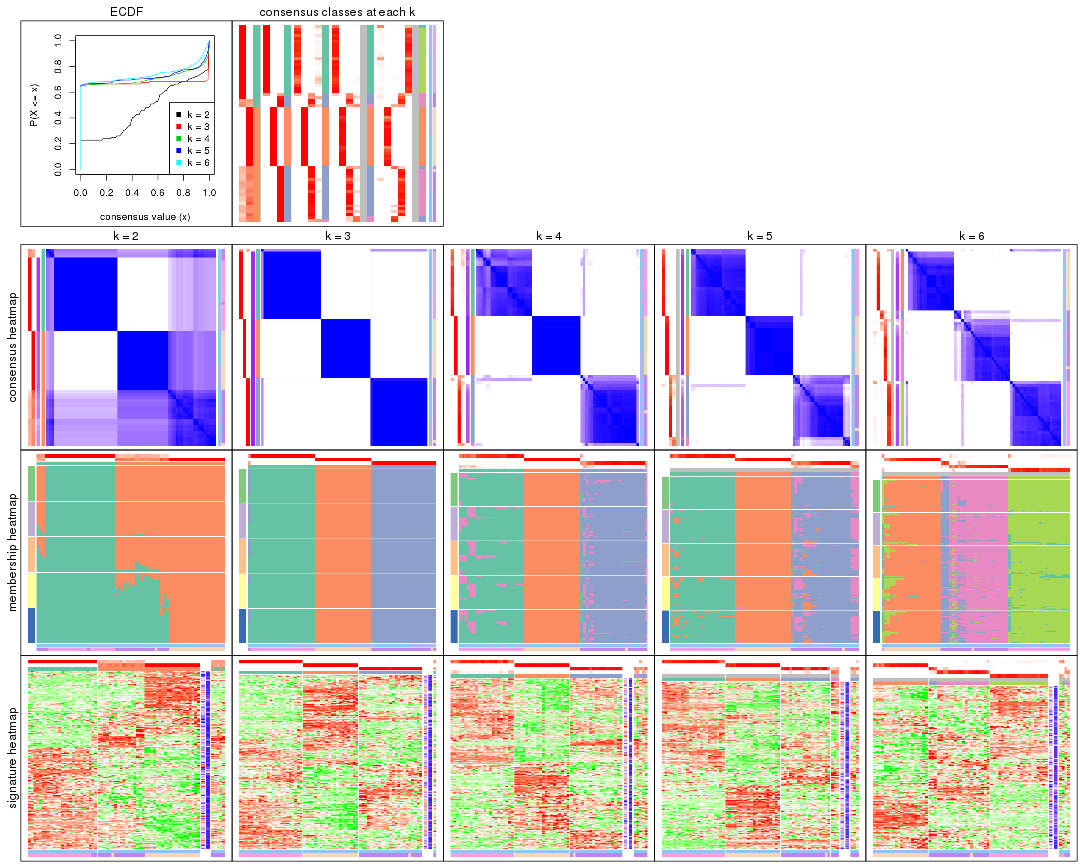 ECDF
consensus classes at each k
P(X <= x)
0.0 0.2 0.4 0.6 0.8 1.0
k = 2
k = 3
k = 4
k = 5
k = 6
0.0 0.2 0.4 0.6 0.8 1.0
consensus value (x)
k = 2
k = 3
k = 4
k = 5
k = 6
consensus heatmap
membership heatmap
signature heatmap